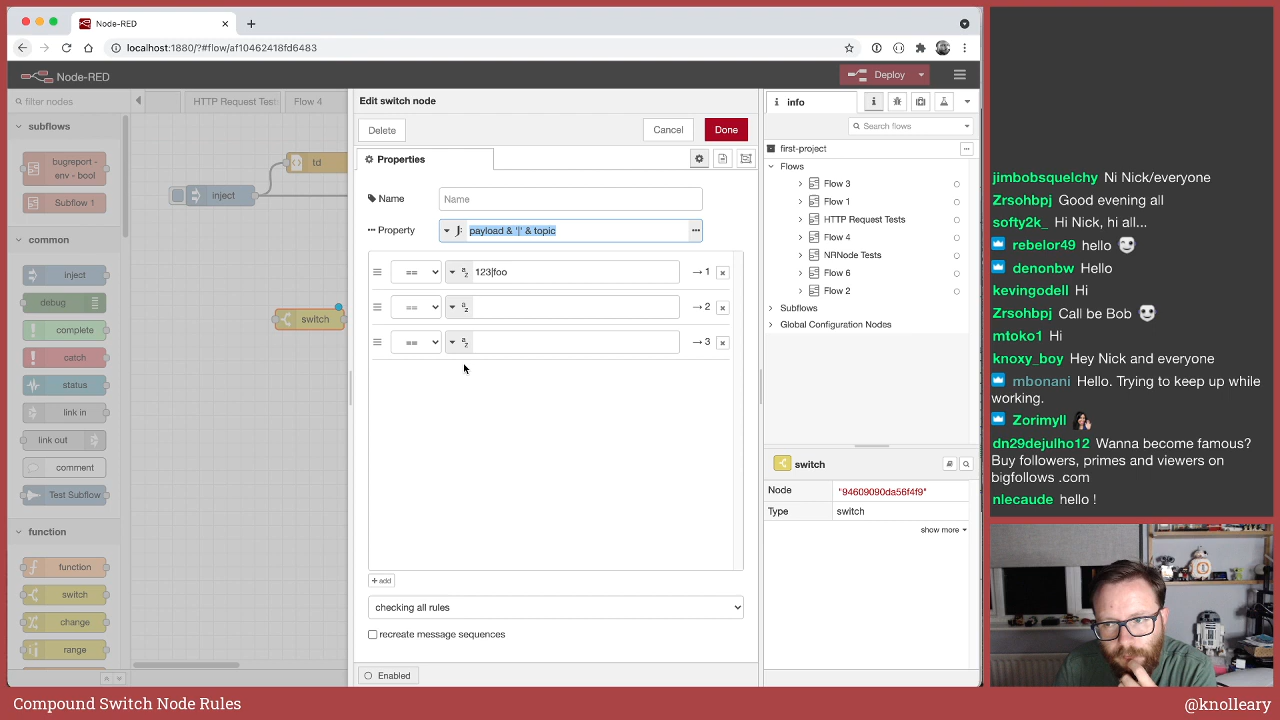 Node-RED
localhost:1880/?#flow/af10462418fd6483
Node-RED
Deploy
filter nodes
HTTP Request Test
Flow 4
Edit switch node
info
subflows
Delete
Cancel
Done
Search flows
bugreport -
env - bool
td
Properties
first-project
Flows
Flow 3
Subflow 1
inject
Name
Name
Flow 1
HTTP Request Tests
common
Property
payload & '|' & topic
Flow 4
NRNode Tests
inject
==
123|foo
→ 1
Flow 6
Flow 2
debug
==
→ 2
Subflows
switch
Global Configuration Nodes
complete
==
→ 3
catch
status
link in
link out
comment
switch
Test Subflow
Node
"94609090da56f4f9"
Type
switch
function
show more
function
+ add
switch
checking all rules
change
recreate message sequences
range
Enabled
jimbobsquelchy Ni Nick/everyone
Zrsohbpj Good evening all
softy2k_ Hi Nick, hi all...
rebelor49 hello
denonbw Hello
kevingodell Hi
Zrsohbpj Call be Bob
mtoko1 Hi
knoxy_boy Hey Nick and everyone
mbonani Hello. Trying to keep up while
working.
Zorimyll
dn29dejulho12 Wanna become famous?
Buy followers, primes and viewers on
bigfollows .com
nlecaude hello !
Compound Switch Node Rules
@knolleary